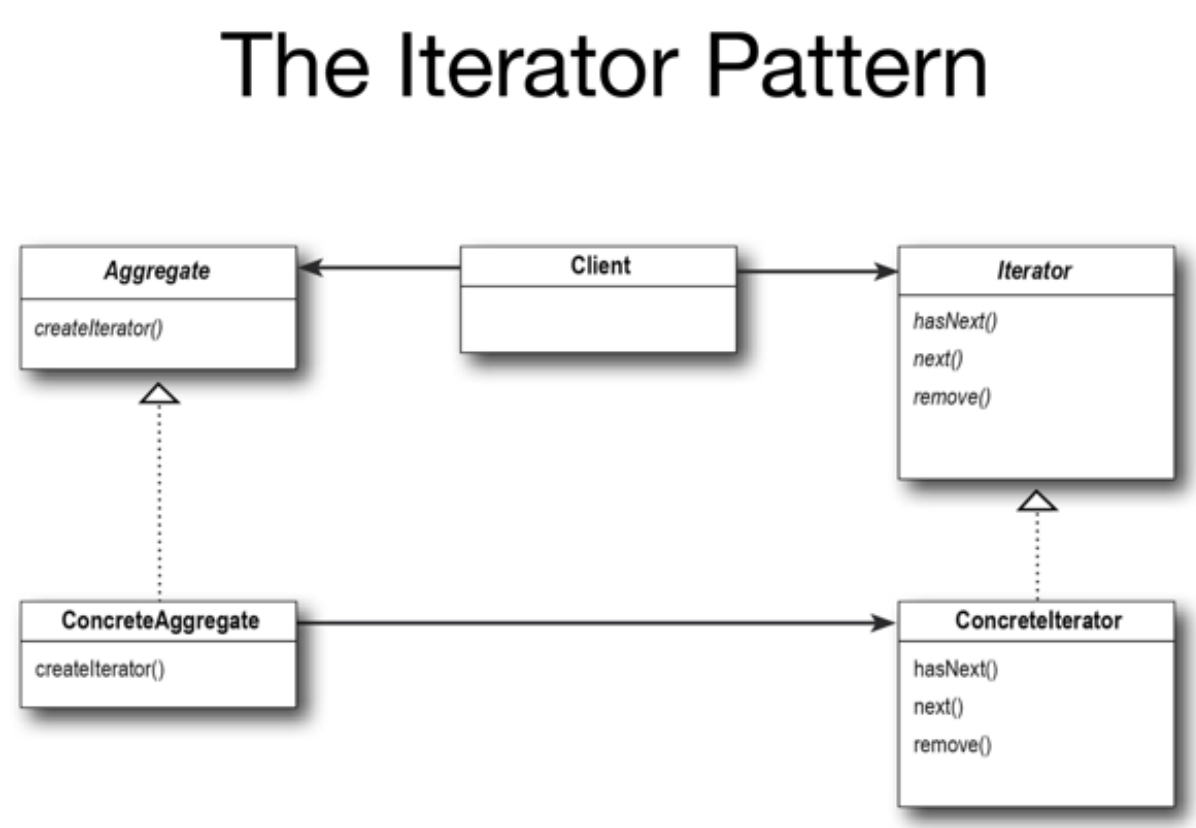 The Iterator Pattern
Aggregate
createIterator()
Client
Iterator
hasNext()
next()
remove()
ConcreteAggregate
createIterator()
ConcreteIterator
hasNext()
next()
remove()